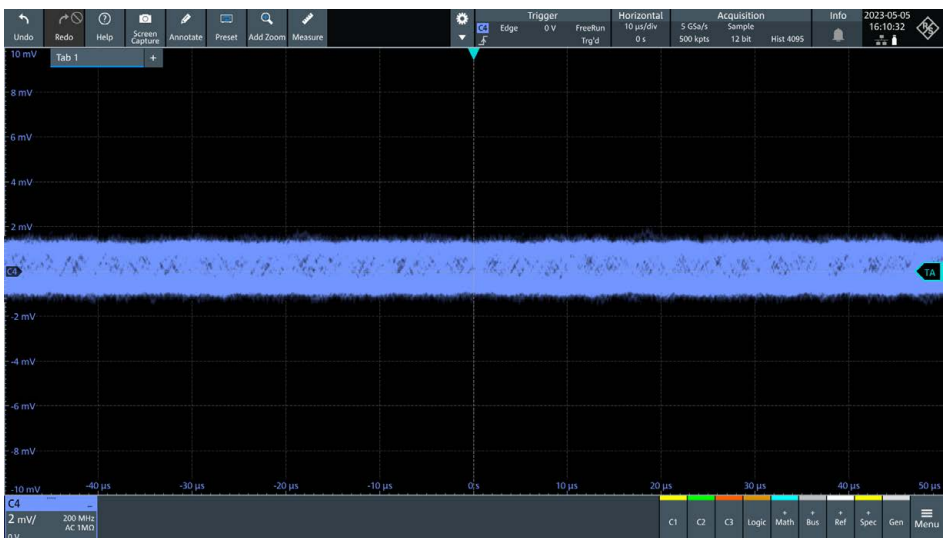 Trigger Horizontal Acquisition Info 2023-05-05
C4 Edge 0 V FreeRun 10 µs/div 5 GSa/s Sample 16:10:32
Undo Redo Help Screen Capture Annotate Preset Add Zoom Measure Trg'd 0 s 500 kpts 12 bit Hist 4095
10 mV Tab 1 +
8 mV
6 mV
4 mV
2 mV
C4 TA
-2 mV
-4 mV
-6 mV
-8 mV
-10 mV -40 µs -30 µs -20 µs -10 µs 0 s 10 µs 20 µs 30 µs 40 µs 50 µs
C4
2 mV/ 200 MHz C1 C2 C3 Logic + Math + Bus + Ref + Spec Gen Menu
AC 1MΩ
0 V